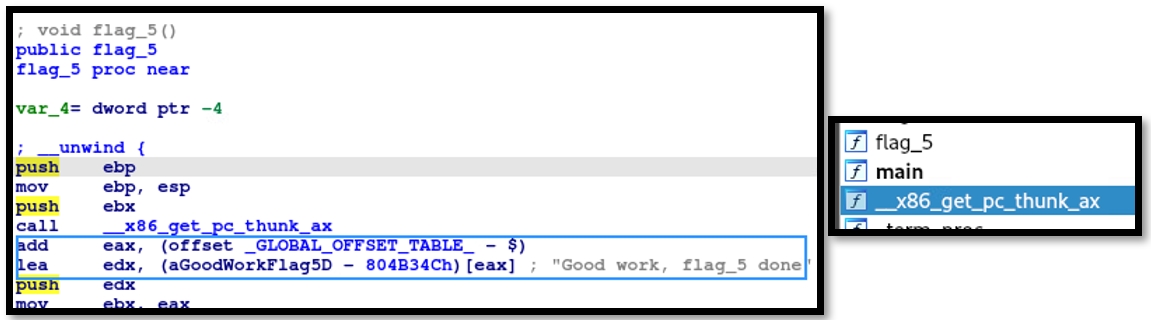 ; void flag_5()
public flag_5
flag_5 proc near
var_4= dword ptr -4
; __unwind {
push ebp
mov ebp, esp
push ebx
call __x86_get_pc_thunk_ax
add eax, (offset _GLOBAL_OFFSET_TABLE_ - $)
lea edx, (aGoodWorkFlag5D - 804B34Ch)[eax] ; "Good work, flag_5 done"
push edx
mov ebx, eax
f flag_5
f main
f __x86_get_pc_thunk_ax
f _term_proc